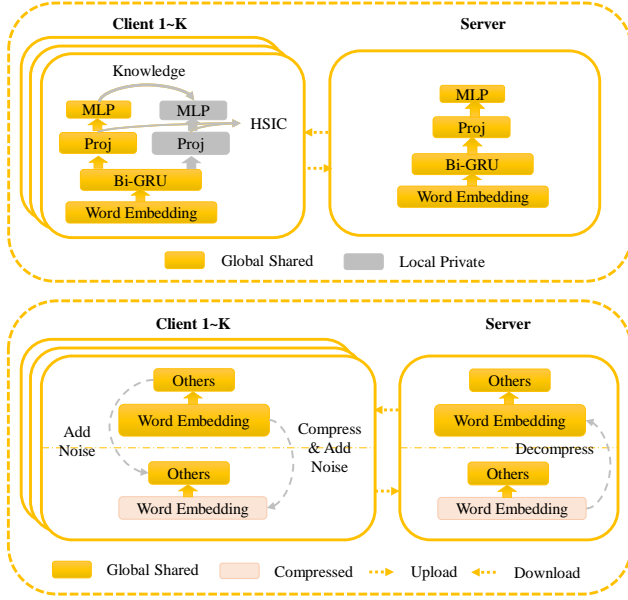 Client 1~K
Server
Knowledge
MLP
MLP
HSIC
Proj
Proj
Bi-GRU
Word Embedding
MLP
Proj
Bi-GRU
Word Embedding
Global Shared
Local Private
Client 1~K
Server
Others
Word Embedding
Add
Noise
Compress
& Add
Noise
Others
Word Embedding
Others
Word Embedding
Decompress
Others
Word Embedding
Global Shared
Compressed
Upload
Download